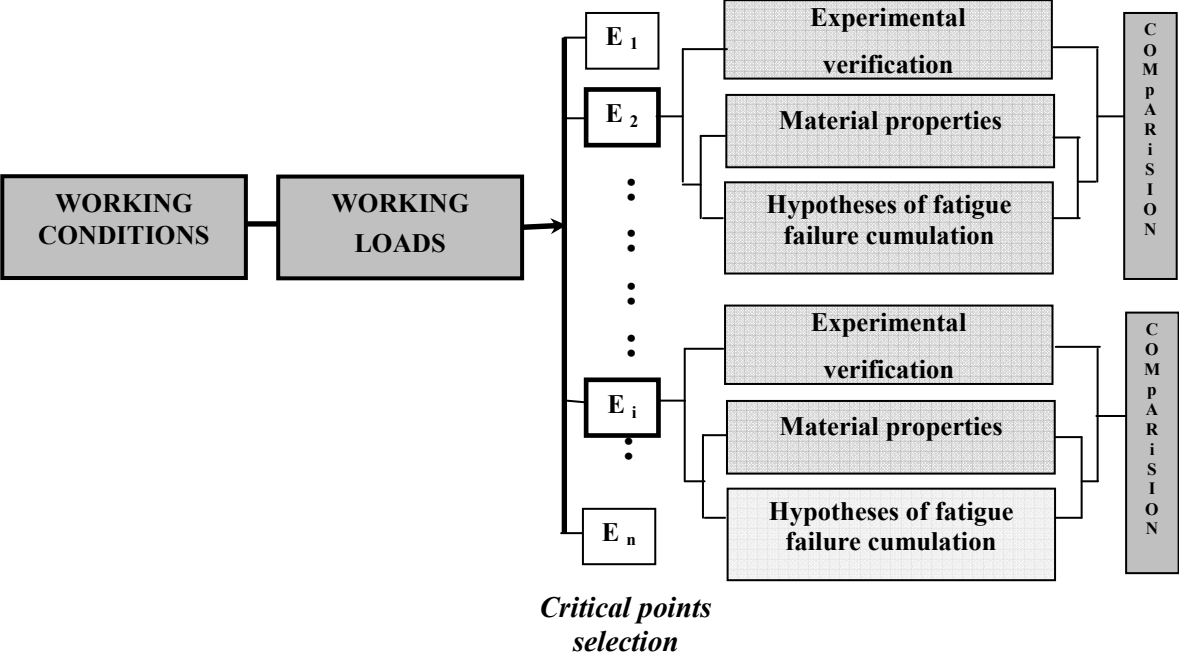 WORKING
CONDITIONS
WORKING
LOADS
E 1
E 2
E i
E n
Critical points
selection
Experimental
verification
Material properties
Hypotheses of fatigue
failure cumulation
C
O
M
p
A
R
i
S
I
O
N
Experimental
verification
Material properties
Hypotheses of fatigue
failure cumulation
C
O
M
p
A
R
i
S
I
O
N